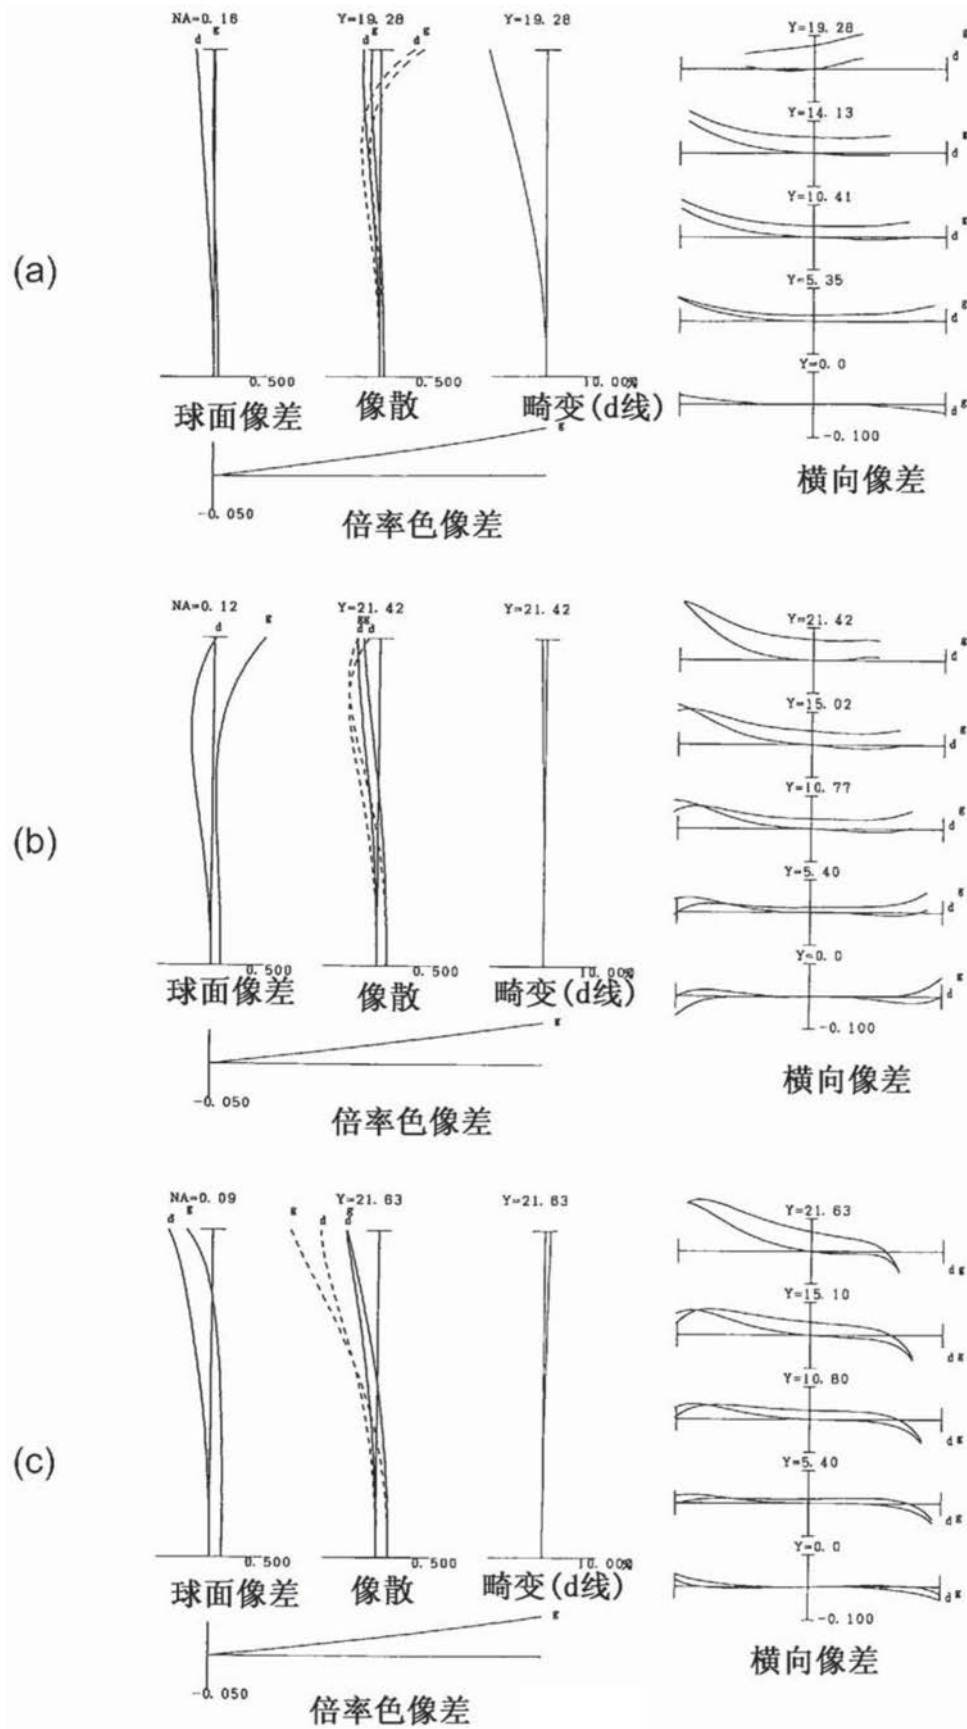 NA=0.16
Y=19.28
Y=19.28
Y=19.28
d g
d g
d g
g
d
Y=14.13
g
d
Y=10.41
g
d
(a)
Y=5.35
g
d
Y=0.0
g
d
0.500
0.500
10.00%
球面像差
像散
畸变(d线)
-0.100
横向像差
g
-0.050
倍率色像差
NA=0.12
Y=21.42
Y=21.42
Y=21.42
d
g
g g
d d
g
d
Y=15.02
g
d
Y=10.77
g
d
(b)
Y=5.40
g
d
Y=0.0
g
d
0.500
0.500
10.00%
球面像差
像散
畸变(d线)
-0.100
横向像差
g
-0.050
倍率色像差
NA=0.09
Y=21.63
Y=21.63
Y=21.63
d g
g d g
d
d g
Y=15.10
d g
Y=10.80
d g
(c)
Y=5.40
d g
Y=0.0
d g
0.500
0.500
10.00%
球面像差
像散
畸变(d线)
-0.100
横向像差
g
-0.050
倍率色像差